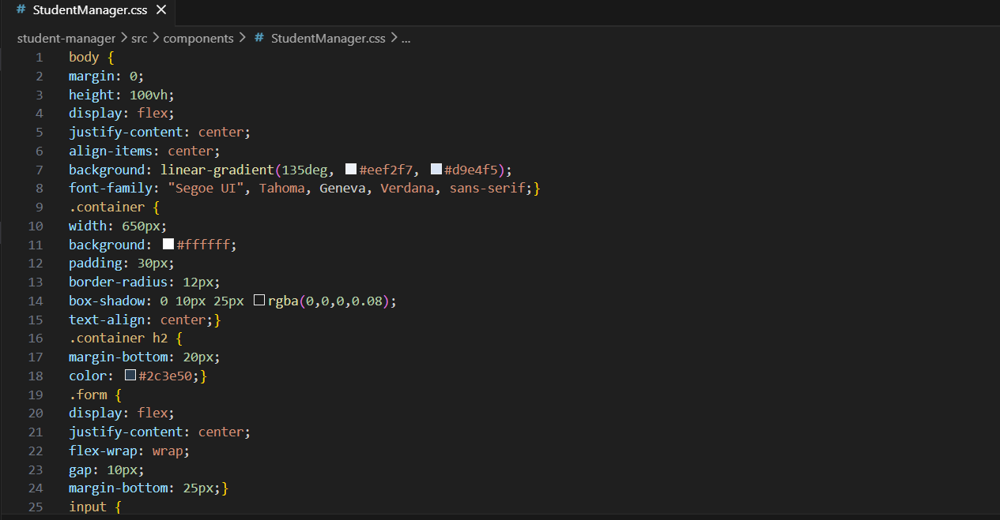 # StudentManager.css ×
student-manager > src > components > # StudentManager.css > ...
1 body {
2 margin: 0;
3 height: 100vh;
4 display: flex;
5 justify-content: center;
6 align-items: center;
7 background: linear-gradient(135deg, #eef2f7, #d9e4f5);
8 font-family: "Segoe UI", Tahoma, Geneva, Verdana, sans-serif;}
9 .container {
10 width: 650px;
11 background: #ffffff;
12 padding: 30px;
13 border-radius: 12px;
14 box-shadow: 0 10px 25px rgba(0,0,0,0.08);
15 text-align: center;}
16 .container h2 {
17 margin-bottom: 20px;
18 color: #2c3e50;}
19 .form {
20 display: flex;
21 justify-content: center;
22 flex-wrap: wrap;
23 gap: 10px;
24 margin-bottom: 25px;}
25 input {